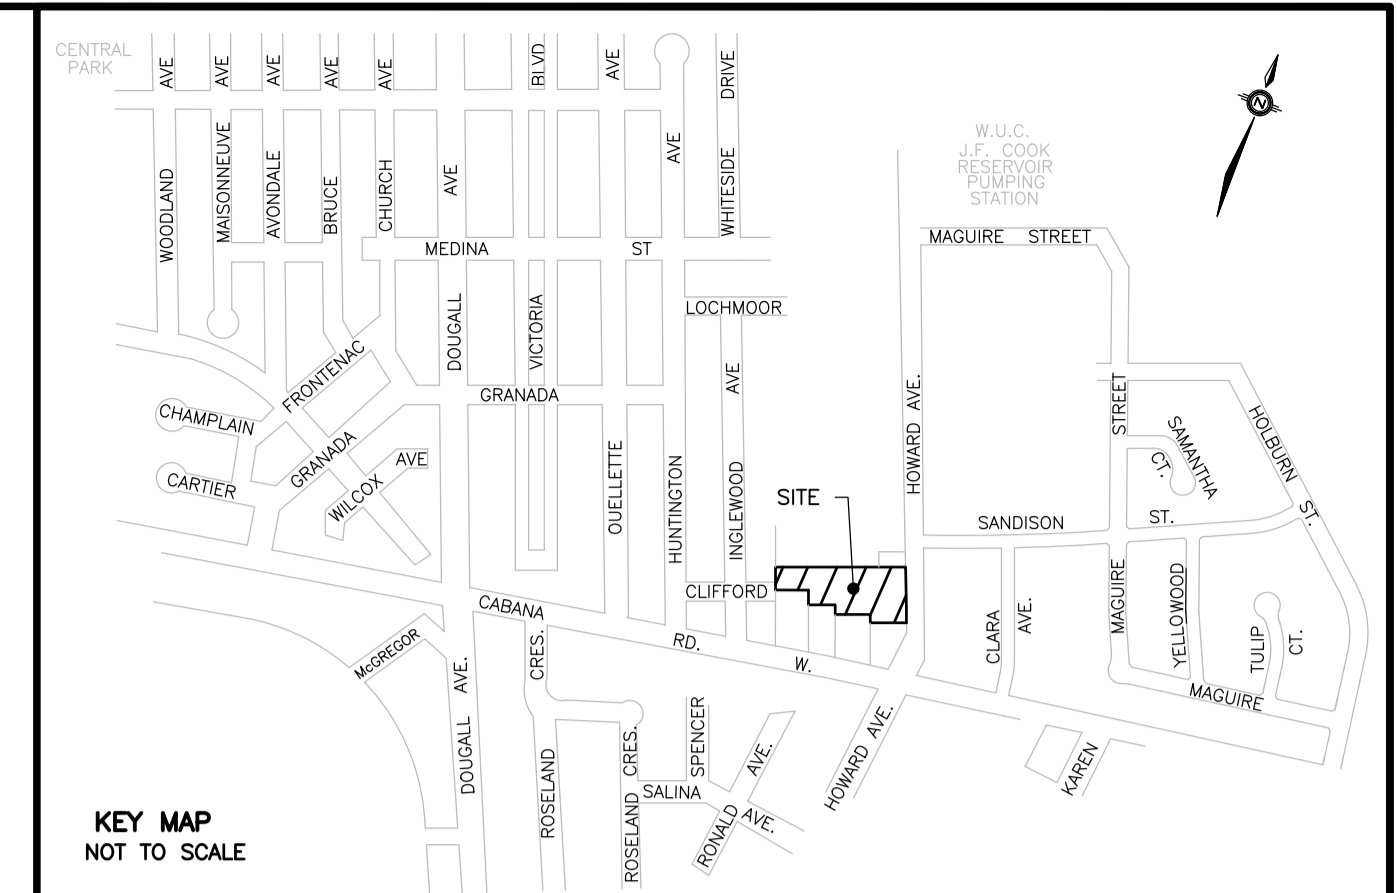 CENTRAL
PARK
AVE
AVE
AVE
AVE
AVE
BLVD
AVE
DRIVE
N
W.U.C.
J.F. COOK
RESERVOIR
PUMPING
STATION
WOODLAND
MAISONNEUVE
AVONDALE
BRUCE
CHURCH
AVE
AVE
WHITESIDE
MEDINA ST
MAGUIRE STREET
LOCHMOOR
DOUGALL
VICTORIA
AVE
HOWARD AVE.
STREET
FRONTENAC
GRANADA
CHAMPLAIN
GRANADA
AVE
CARTIER
WILCOX
OUELLETTE
HUNTINGTON
INGLEWOOD
SITE
SAMANTHA
CT.
HOLBURN
ST.
SANDISON ST.
CLIFFORD
CABANA
RD.
W.
CLARA
AVE.
MAGUIRE
YELLOWOOD
TULIP
CT.
MAGUIRE
McGREGOR
DOUGALL AVE.
CRES.
ROSELAND
ROSELAND CRES.
SPENCER
SALINA
AVE.
RONALD
AVE.
HOWARD AVE.
KAREN
KEY MAP
NOT TO SCALE